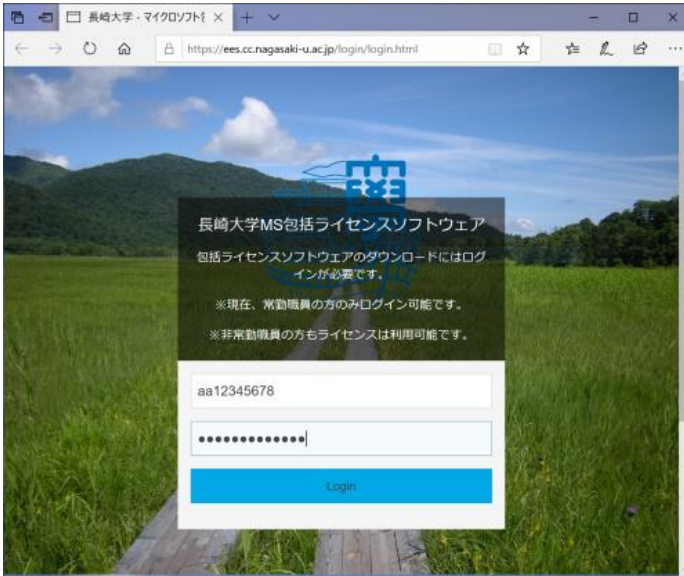 長崎大学 - マイクロソフト
https://ees.cc.nagasaki-u.ac.jp/login/login.html
長崎大学MS包括ライセンスソフトウェア
包括ライセンスソフトウェアのダウンロードにはログ
インが必要です。
※現在、常勤職員の方のみログイン可能です。
※非常勤職員の方もライセンスは利用可能です。
aa12345678
●●●●●●●●●●●●●
Login